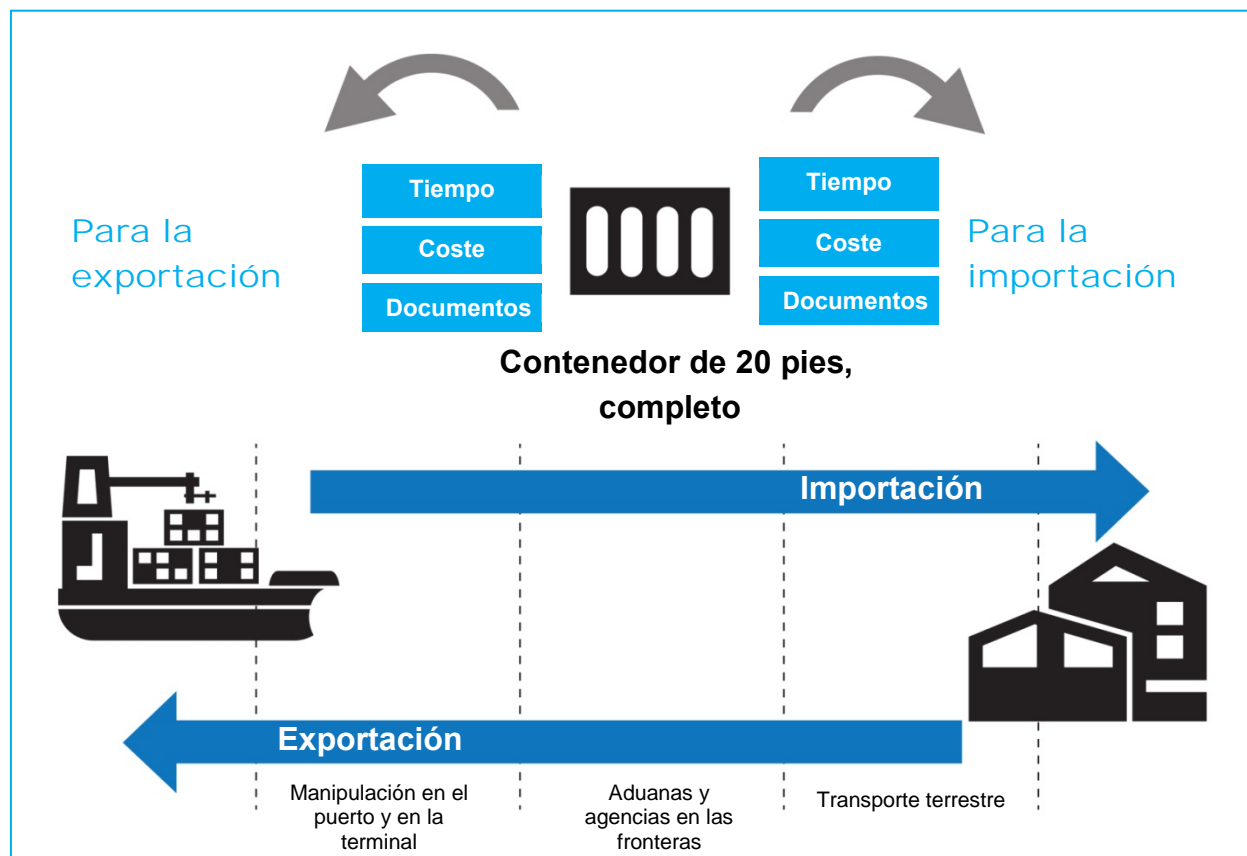 Tiempo
Coste
Documentos
Tiempo
Coste
Documentos
Para la
exportación
Para la
importación
Contenedor de 20 pies,
completo
Importación
Exportación
Manipulación en el
puerto y en la
terminal
Aduanas y
agencias en las
fronteras
Transporte terrestre